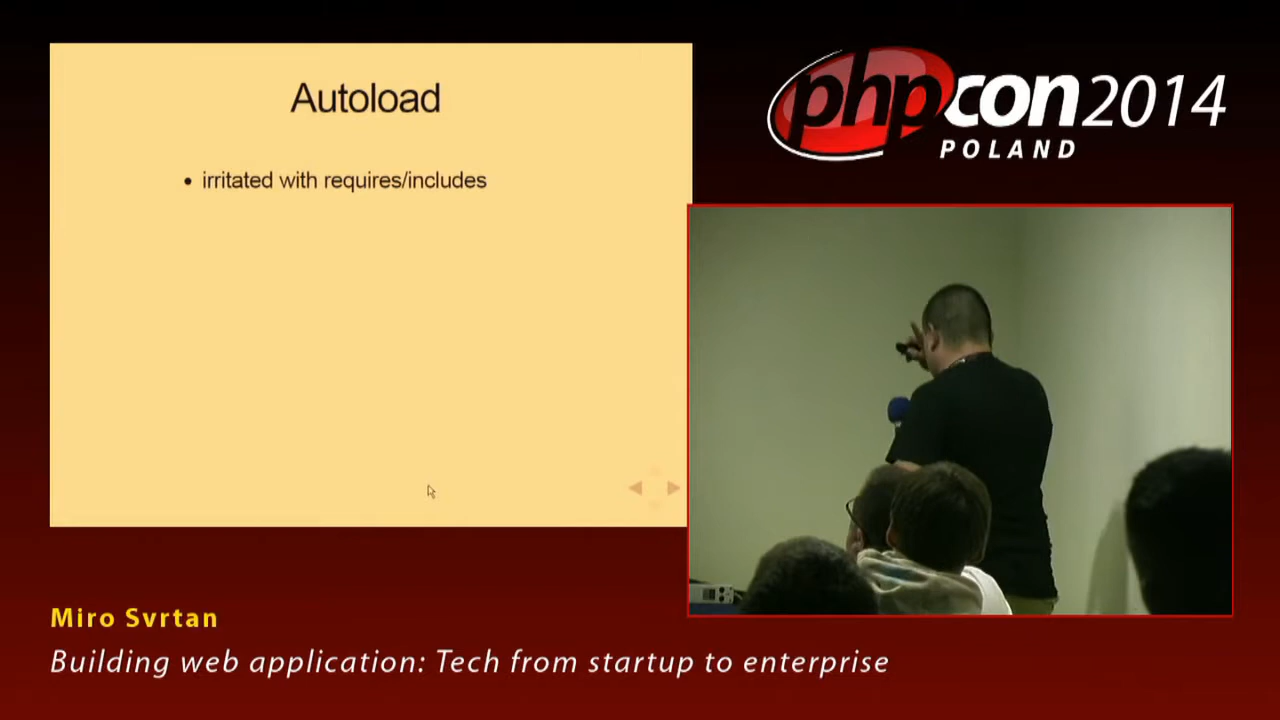 Autoload
• irritated with requires/includes
phpcon2014
POLAND
Miro Svrtan
Building web application: Tech from startup to enterprise